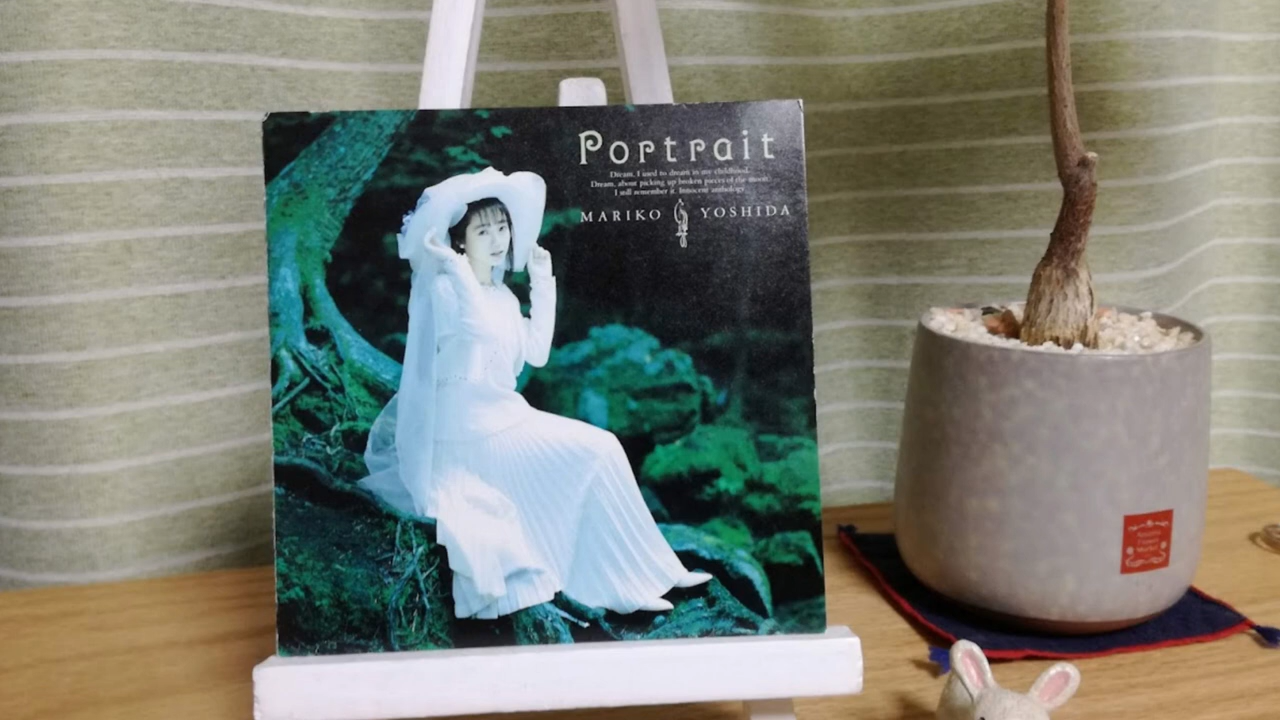 Portrait
Dream, I used to dream in my childhood.
Dream, about picking up broken pieces of the moon.
I still remember it. Innocent anthology
MARIKO YOSHIDA